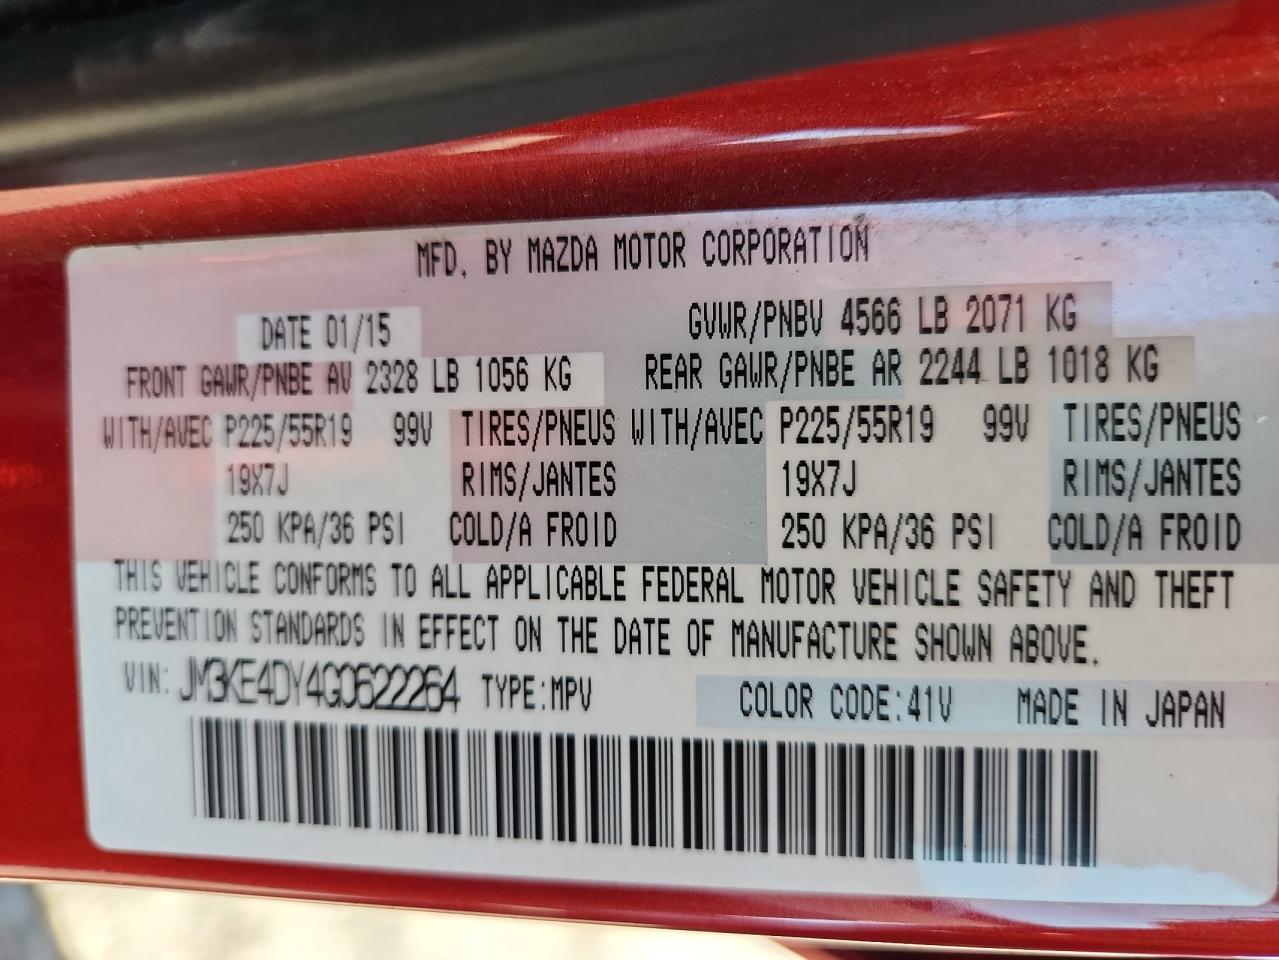 MFD. BY MAZDA MOTOR CORPORATION
DATE 01/15 GVWR/PNBV 4566 LB 2071 KG
FRONT GAWR/PNBE AV 2328 LB 1056 KG REAR GAWR/PNBE AR 2244 LB 1018 KG
WITH/AVEC P225/55R19 99V TIRES/PNEUS WITH/AVEC P225/55R19 99V TIRES/PNEUS
19X7J RIMS/JANTES 19X7J RIMS/JANTES
250 KPA/36 PSI COLD/A FROID 250 KPA/36 PSI COLD/A FROID
THIS VEHICLE CONFORMS TO ALL APPLICABLE FEDERAL MOTOR VEHICLE SAFETY AND THEFT
PREVENTION STANDARDS IN EFFECT ON THE DATE OF MANUFACTURE SHOWN ABOVE.
VIN: JM3KE4DY4G0622264 TYPE:MPV COLOR CODE:41V MADE IN JAPAN